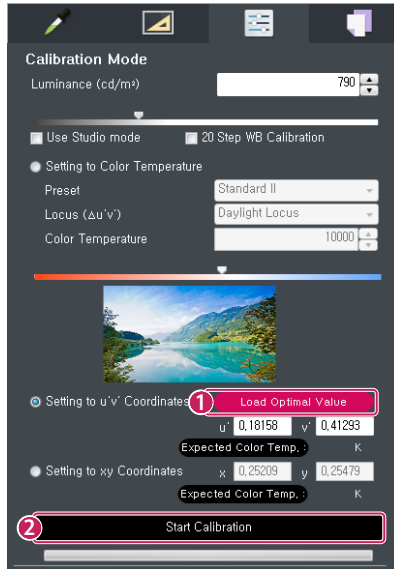 Calibration Mode
Luminance (cd/m²) 790
Use Studio mode 20 Step WB Calibration
Setting to Color Temperature
Preset Standard II
Locus (Δu'v') Daylight Locus
Color Temperature 10000
Setting to u'v' Coordinates 1 Load Optimal Value
u' 0,18158 v' 0,41293
Expected Color Temp, : K
Setting to xy Coordinates x 0,25209 y 0,25479
Expected Color Temp, : K
2 Start Calibration